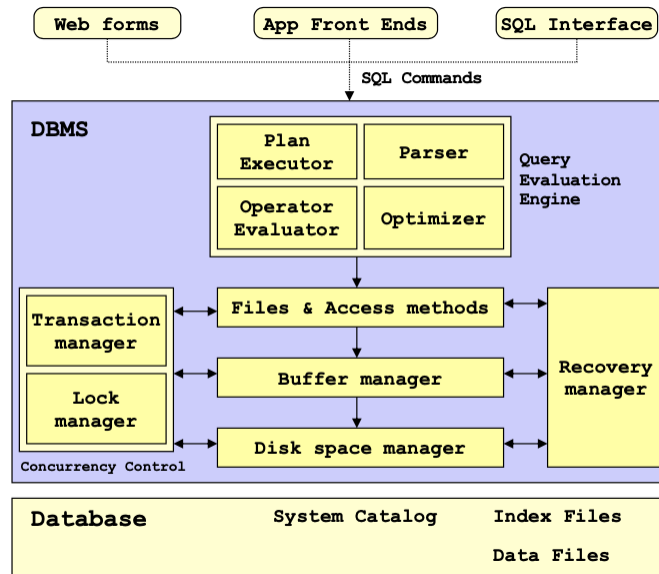 Web forms
App Front Ends
SQL Interface
SQL Commands
DBMS
Plan
Executor
Parser
Operator
Evaluator
Optimizer
Query
Evaluation
Engine
Transaction
manager
Lock
manager
Concurrency Control
Files & Access methods
Buffer manager
Disk space manager
Recovery
manager
Database
System Catalog
Index Files
Data Files